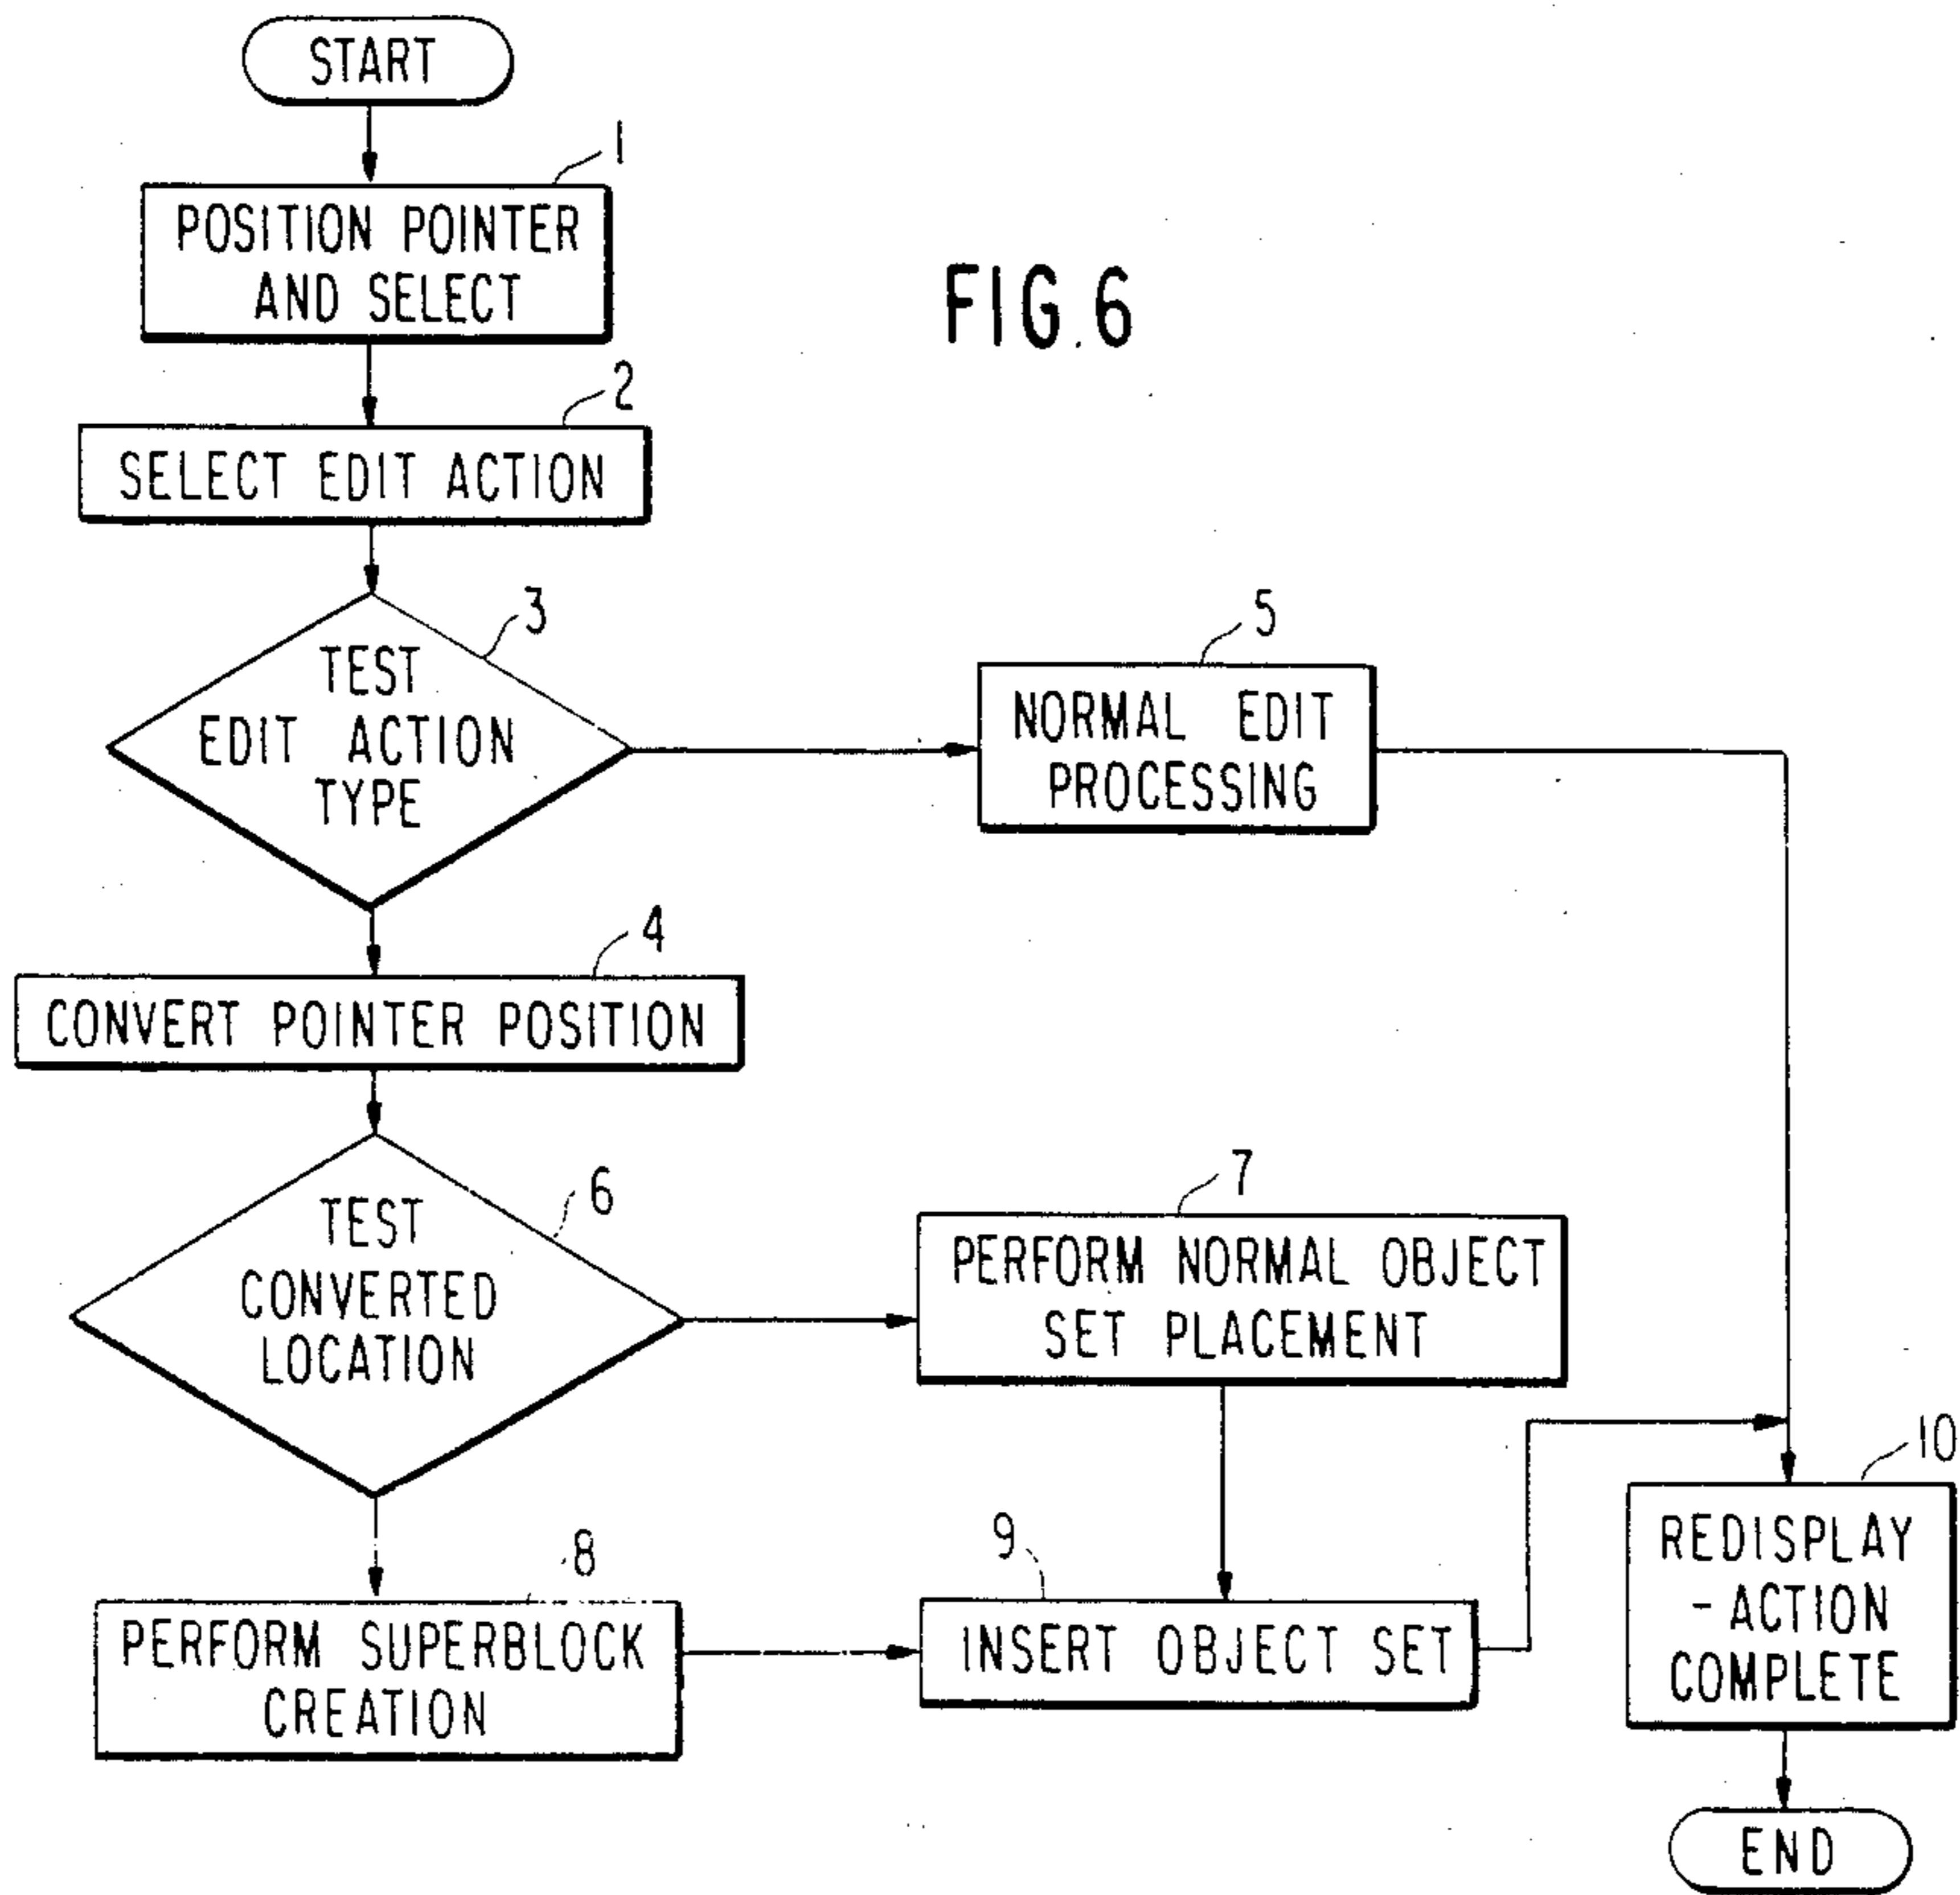 START
1
POSITION POINTER
AND SELECT
FIG.6
2
SELECT EDIT ACTION
3
TEST
EDIT ACTION
TYPE
5
NORMAL EDIT
PROCESSING
4
CONVERT POINTER POSITION
6
TEST
CONVERTED
LOCATION
7
PERFORM NORMAL OBJECT
SET PLACEMENT
8
PERFORM SUPERBLOCK
CREATION
9
INSERT OBJECT SET
10
REDISPLAY
-ACTION
COMPLETE
END